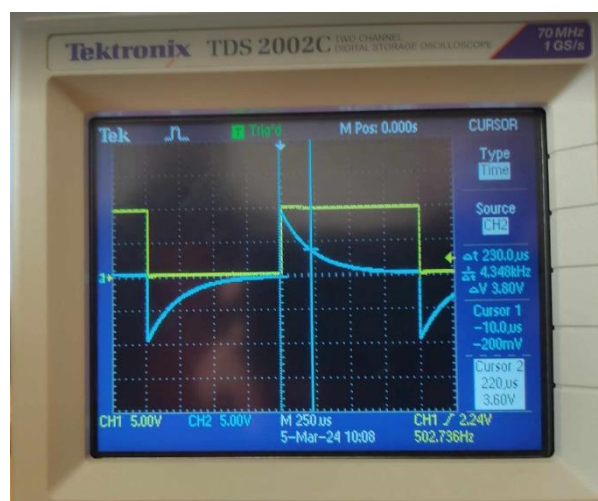 Tektronix TDS 2002C TWO CHANNEL DIGITAL STORAGE OSCILLOSCOPE
70 MHz
1 GS/s
Tek T Trig'd M Pos: 0.000s CURSOR
Type
Time
Source
CH2
Δt 230.0µs
1/Δt 4.348kHz
ΔV 3.80V
Cursor 1
-10.0µs
-200mV
Cursor 2
220µs
3.60V
CH1 5.00V CH2 5.00V M 250µs CH1 2.24V
5-Mar-24 10:08 502.736Hz